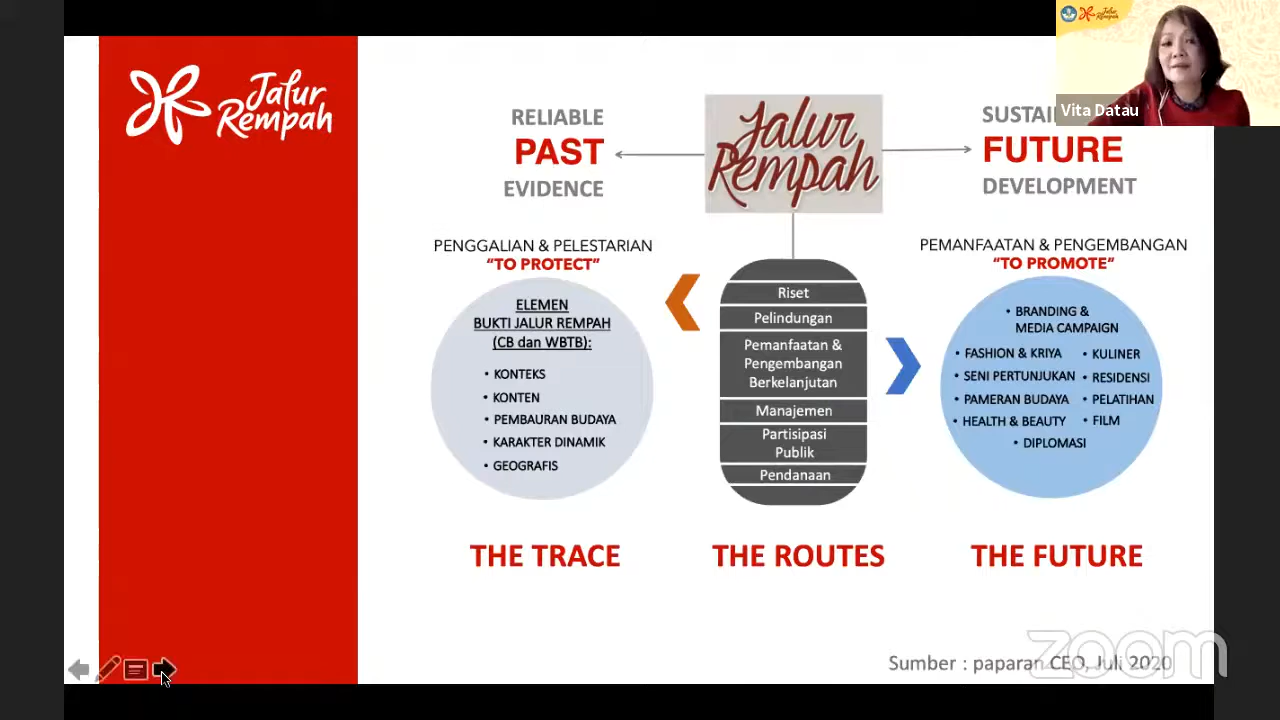 Jalur
Rempah
RELIABLE
PAST
EVIDENCE
Jalur
Rempah
FUTURE
DEVELOPMENT
Jalur
Rempah
Vita Datau
PENGGALIAN & PELESTARIAN
“TO PROTECT”
ELEMEN
BUKTI JALUR REMPAH
(CB dan WBTB):
• KONTEKS
• KONTEN
• PEMBAURAN BUDAYA
• KARAKTER DINAMIK
• GEOGRAFIS
Riset
Pelindungan
Pemanfaatan &
Pengembangan
Berkelanjutan
Manajemen
Partisipasi
Publik
Pendanaan
PEMANFAATAN & PENGEMBANGAN
“TO PROMOTE”
• BRANDING &
MEDIA CAMPAIGN
• FASHION & KRIYA
• KULINER
• SENI PERTUNJUKAN
• RESIDENSI
• PAMERAN BUDAYA
• PELATIHAN
• HEALTH & BEAUTY
• FILM
• DIPLOMASI
THE TRACE
THE ROUTES
THE FUTURE
Sumber : paparan CEO, Juli 2020
zoom